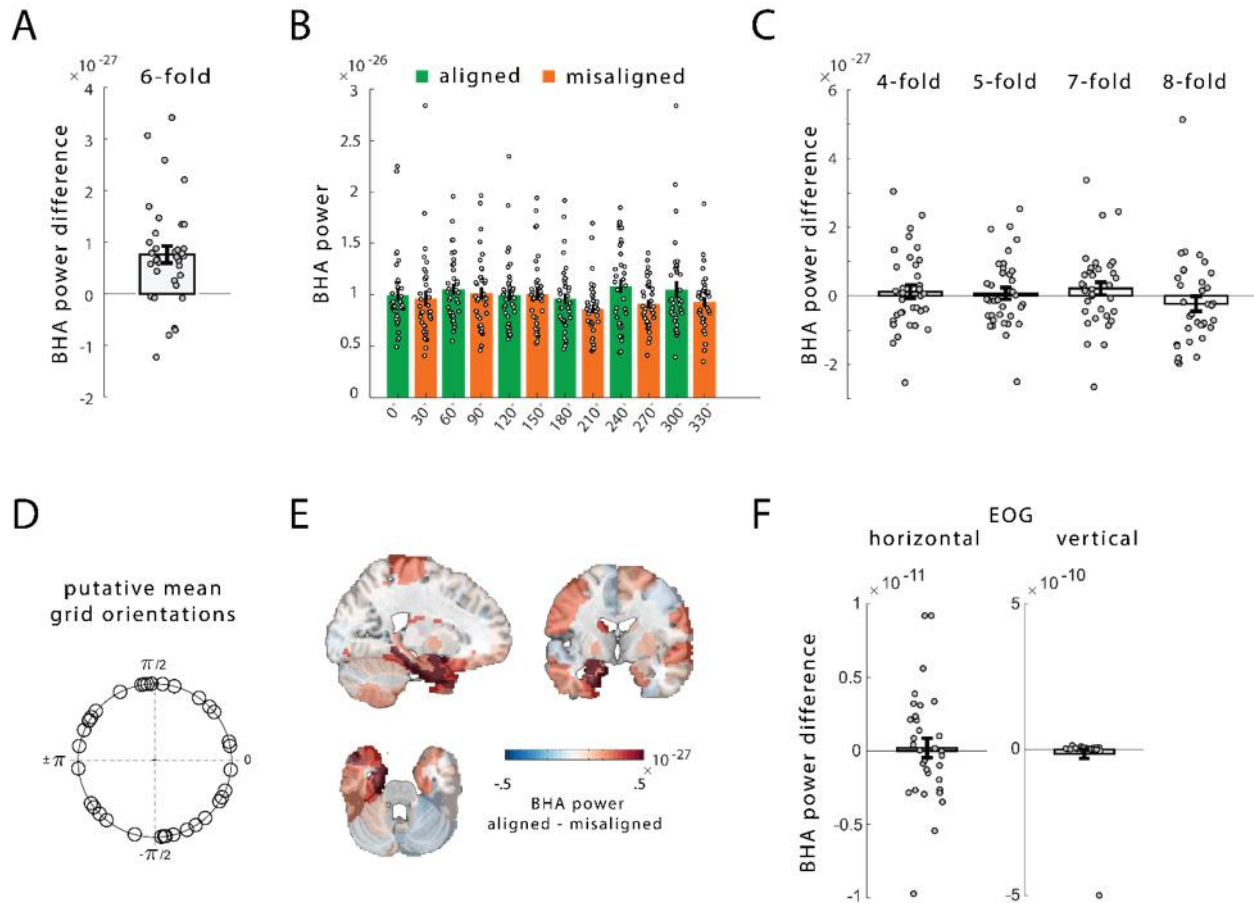 A
× 10⁻²⁷
6-fold
BHA power difference
4
3
2
1
0
-1
-2
B
× 10⁻²⁶
aligned
misaligned
BHA power
3
2.5
2
1.5
1
0.5
0
0°
30°
60°
90°
120°
150°
180°
210°
240°
270°
300°
330°
C
× 10⁻²⁷
4-fold 5-fold 7-fold 8-fold
BHA power difference
6
4
2
0
-2
D
putative mean
grid orientations
π/2
±π
0
-π/2
E
× 10⁻²⁷
-.5
.5
BHA power
aligned - misaligned
F
EOG
horizontal
vertical
× 10⁻¹¹
× 10⁻¹⁰
BHA power difference
1
0.5
0
-0.5
-1
5
0
-5